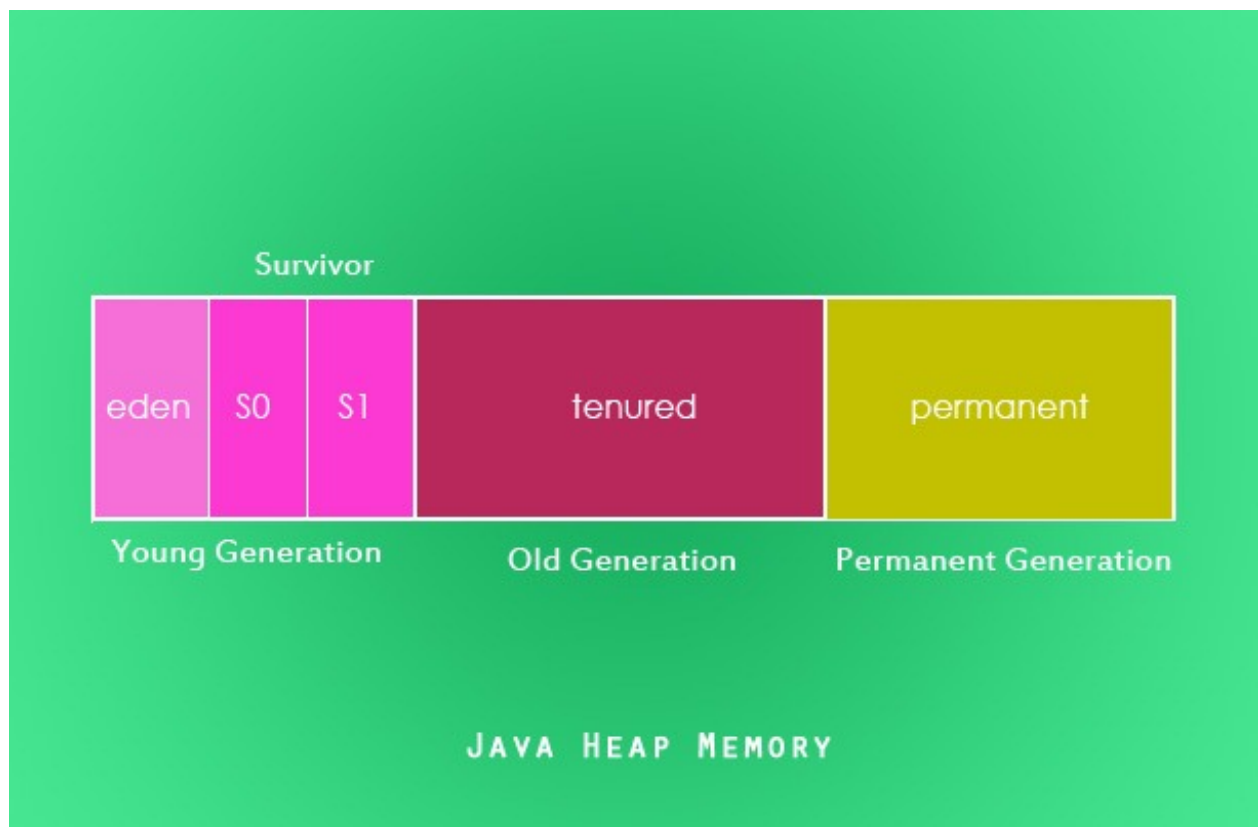 Survivor
eden S0 S1 tenured permanent
Young Generation Old Generation Permanent Generation
JAVA HEAP MEMORY